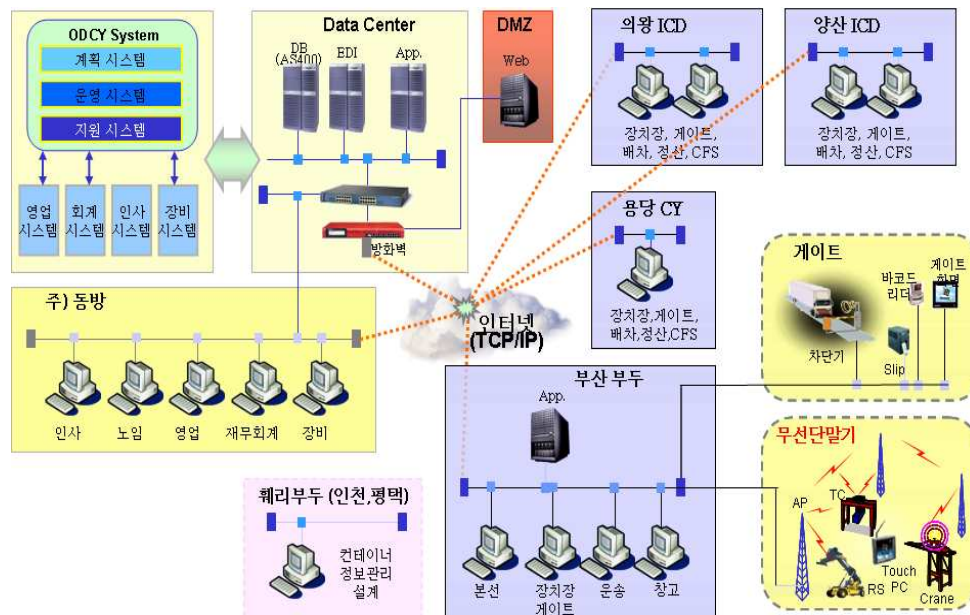 ODCY System
계획 시스템
운영 시스템
지원 시스템
영업
시스템
회계
시스템
인사
시스템
장비
시스템
Data Center
DB
(AS400)
EDI
App.
방화벽
DMZ
Web
의왕 ICD
장치장, 게이트,
배차, 정산, CFS
양산 ICD
장치장, 게이트,
배차, 정산, CFS
용당 CY
장치장,게이트,
배차,정산,CFS
주) 동방
인사
노임
영업
재무회계
장비
인터넷
(TCP/IP)
게이트
바코드
리더
게이트
화면
차단기
Slip
부산 부두
App.
본선
장치장
게이트
운송
창고
무선단말기
AP
TC
RS
Touch
PC
Crane
훼리부두 (인천,평택)
컨테이너
정보관리
설계